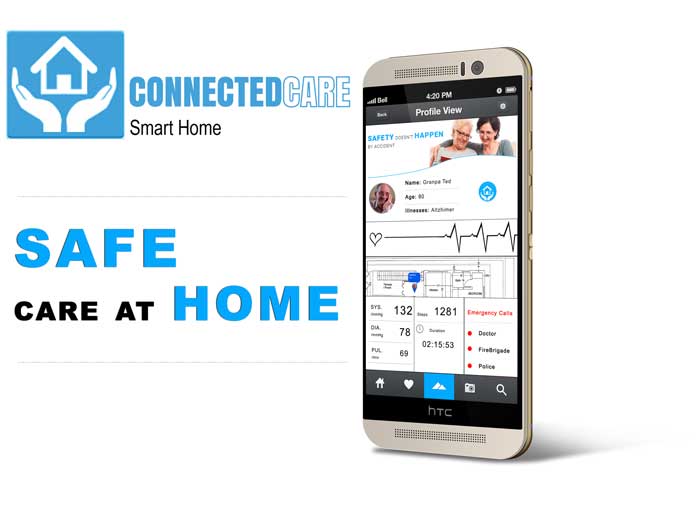 CONNECTEDCARE
Smart Home
SAFE
CARE AT HOME
Bell
4:20 PM
Back
Profile View
SAFETY DOESN'T HAPPEN
BY ACCIDENT
Name: Granpa Ted
Age: 80
Illnesses: Altzhimer
SYS. 132
DIA. 78
PUL. 69
Steps 1281
Duration
02:15:53
Emergency Calls
Doctor
FireBrigade
Police
hTC